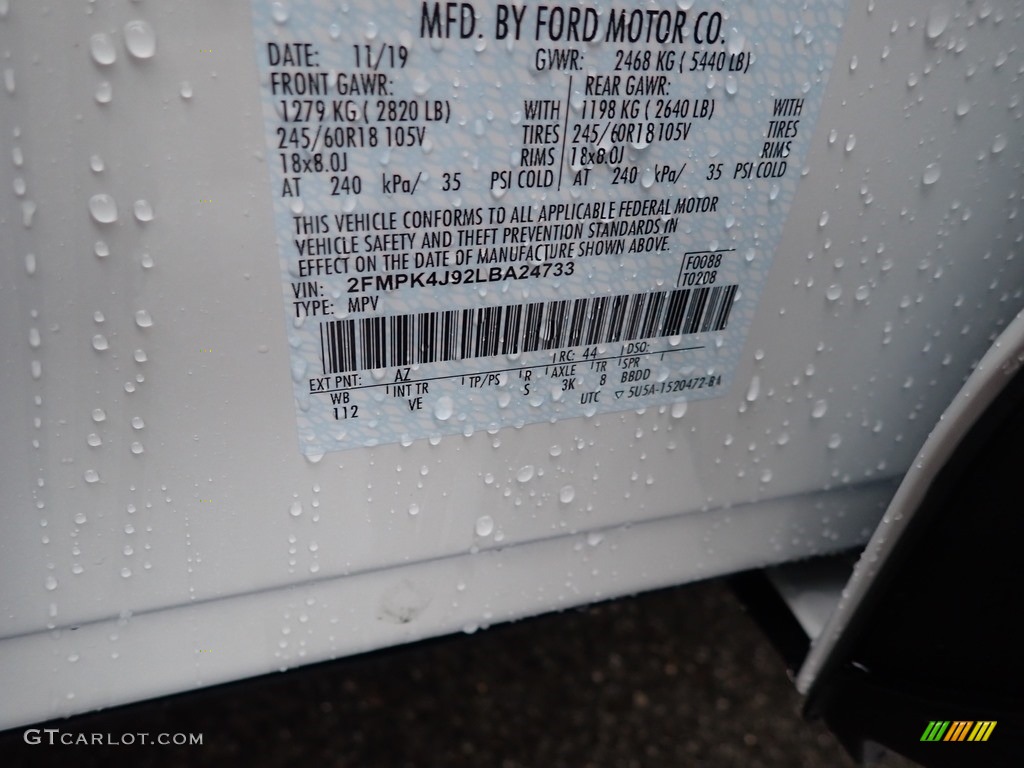 MFD. BY FORD MOTOR CO.
DATE: 11/19 GVWR: 2468 KG ( 5440 LB)
FRONT GAWR: REAR GAWR:
1279 KG ( 2820 LB) WITH 1198 KG ( 2640 LB) WITH
245/60R18 105V TIRES 245/60R18 105V TIRES
18x8.0J RIMS 18x8.0J RIMS
AT 240 kPa/ 35 PSI COLD AT 240 kPa/ 35 PSI COLD
THIS VEHICLE CONFORMS TO ALL APPLICABLE FEDERAL MOTOR
VEHICLE SAFETY AND THEFT PREVENTION STANDARDS IN
EFFECT ON THE DATE OF MANUFACTURE SHOWN ABOVE.
VIN: 2FMPK4J92LBA24733 F0088
TYPE: MPV T0208
EXT PNT: AZ RC: 44 DSO:
WB INT TR TP/PS R AXLE TR SPR
112 VE S 3K 8 BBDD
UTC ▽ 5U5A-1520472-BA
GTCARLOT.COM